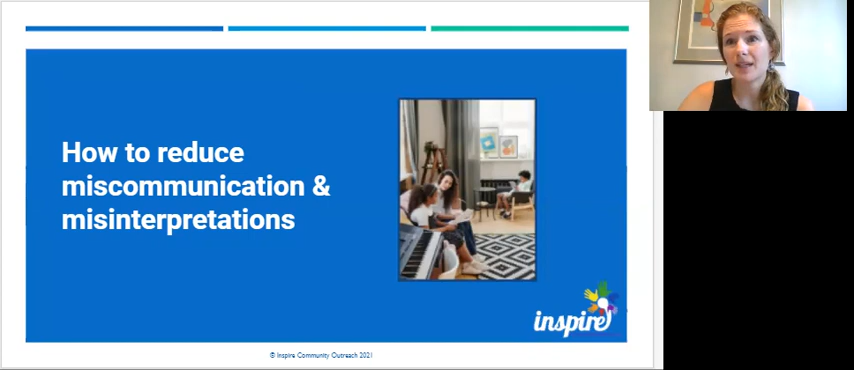 How to reduce
miscommunication &
misinterpretations
inspire
© Inspire Community Outreach 2021